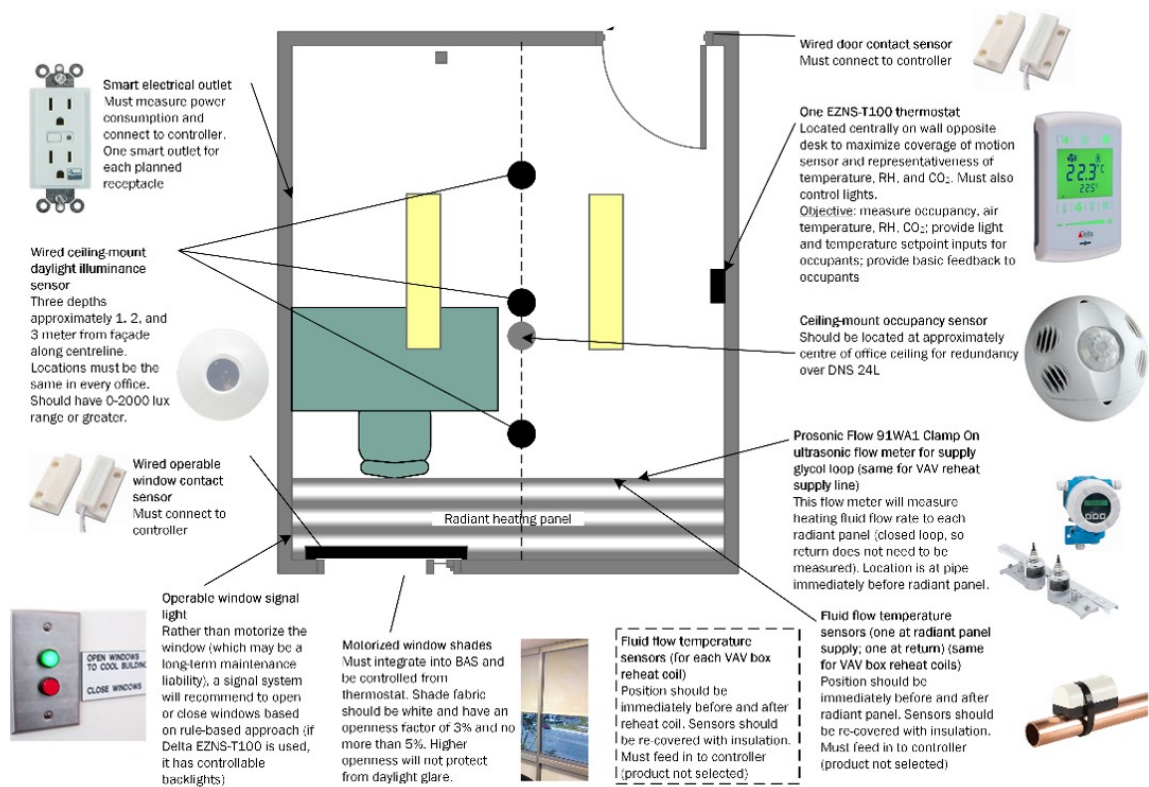 Smart electrical outlet
Must measure power
consumption and
connect to controller.
One smart outlet for
each planned
receptacle
Wired ceiling-mount
daylight illuminance
sensor
Three depths
approximately 1, 2, and
3 meter from façade
along centreline.
Locations must be the
same in every office.
Should have 0-2000 lux
range or greater.
Wired operable
window contact
sensor
Must connect to
controller
Operable window signal
light
Rather than motorize the
window (which may be a
long-term maintenance
liability), a signal system
will recommend to open
or close windows based
on rule-based approach (if
Delta EZNS-T100 is used,
it has controllable
backlights)
OPEN WINDOWS
TO COOL BUILDING
CLOSE WINDOWS
Radiant heating panel
Motorized window shades
Must integrate into BAS and
be controlled from
thermostat. Shade fabric
should be white and have an
openness factor of 3% and no
more than 5%. Higher
openness will not protect
from daylight glare.
Fluid flow temperature
sensors (for each VAV box
reheat coil)
Position should be
immediately before and after
reheat coil. Sensors should
be re-covered with insulation.
Must feed in to controller
(product not selected)
Wired door contact sensor
Must connect to controller
One EZNS-T100 thermostat
Located centrally on wall opposite
desk to maximize coverage of motion
sensor and representativeness of
temperature, RH, and CO₂. Must also
control lights.
Objective: measure occupancy, air
temperature, RH, CO₂; provide light
and temperature setpoint inputs for
occupants; provide basic feedback to
occupants
22.3°C
22.5°C
Ceiling-mount occupancy sensor
Should be located at approximately
centre of office ceiling for redundancy
over DNS 24L
Prosonic Flow 91WA1 Clamp On
ultrasonic flow meter for supply
glycol loop (same for VAV reheat
supply line)
This flow meter will measure
heating fluid flow rate to each
radiant panel (closed loop, so
return does not need to be
measured). Location is at pipe
immediately before radiant panel.
Fluid flow temperature
sensors (one at radiant panel
supply; one at return) (same
for VAV box reheat coils)
Position should be
immediately before and after
radiant panel. Sensors should
be re-covered with insulation.
Must feed in to controller
(product not selected)